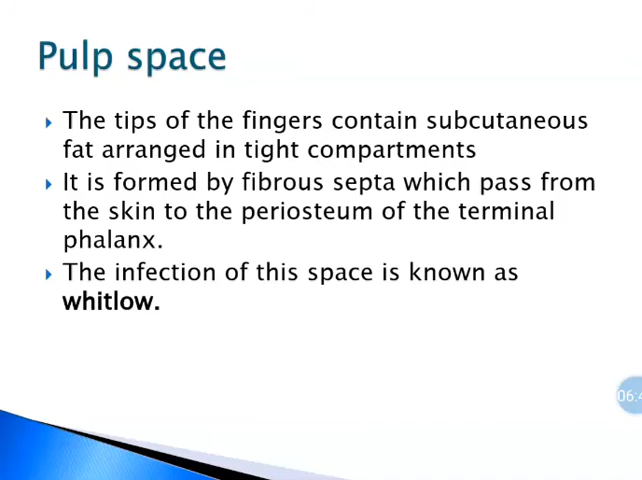 Pulp space
The tips of the fingers contain subcutaneous
fat arranged in tight compartments
It is formed by fibrous septa which pass from
the skin to the periosteum of the terminal
phalanx.
The infection of this space is known as
whitlow.